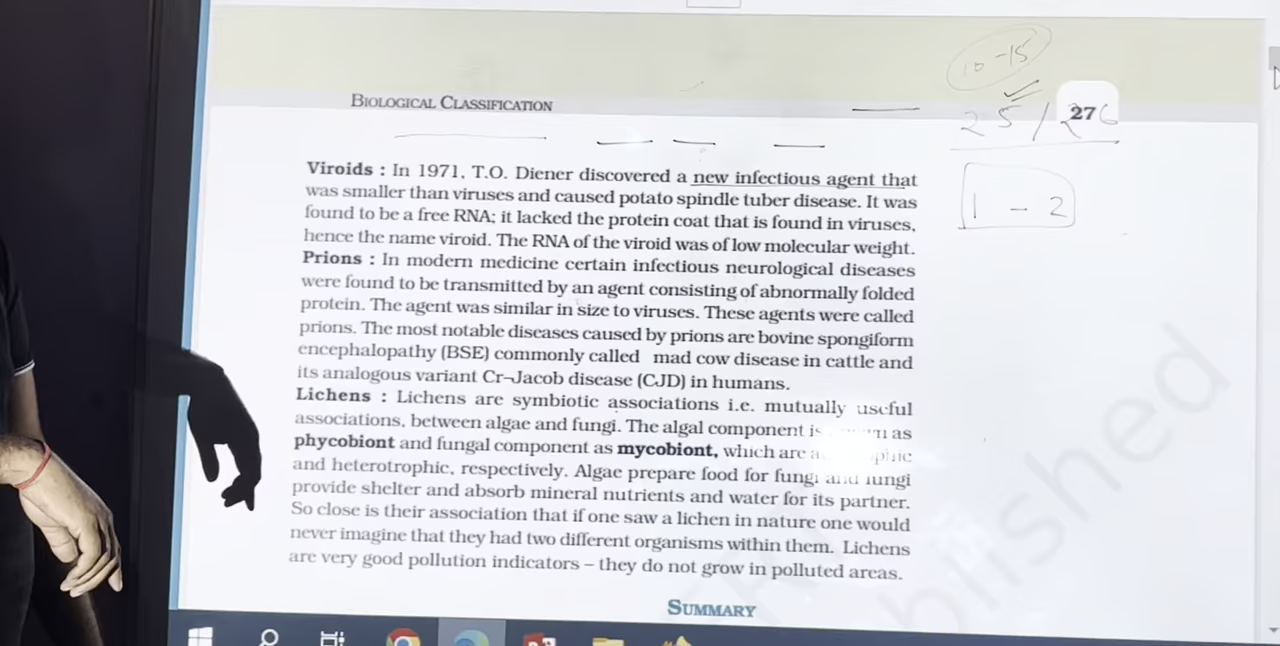 10-15
BIOLOGICAL CLASSIFICATION
27
25/26
1 - 2
Viroids : In 1971, T.O. Diener discovered a new infectious agent that
was smaller than viruses and caused potato spindle tuber disease. It was
found to be a free RNA; it lacked the protein coat that is found in viruses,
hence the name viroid. The RNA of the viroid was of low molecular weight.
Prions : In modern medicine certain infectious neurological diseases
were found to be transmitted by an agent consisting of abnormally folded
protein. The agent was similar in size to viruses. These agents were called
prions. The most notable diseases caused by prions are bovine spongiform
encephalopathy (BSE) commonly called mad cow disease in cattle and
its analogous variant Cr–Jacob disease (CJD) in humans.
Lichens : Lichens are symbiotic associations i.e. mutually useful
associations, between algae and fungi. The algal component is as
phycobiont and fungal component as mycobiont, which are
and heterotrophic, respectively. Algae prepare food for fungi and fungi
provide shelter and absorb mineral nutrients and water for its partner.
So close is their association that if one saw a lichen in nature one would
never imagine that they had two different organisms within them. Lichens
are very good pollution indicators – they do not grow in polluted areas.
SUMMARY